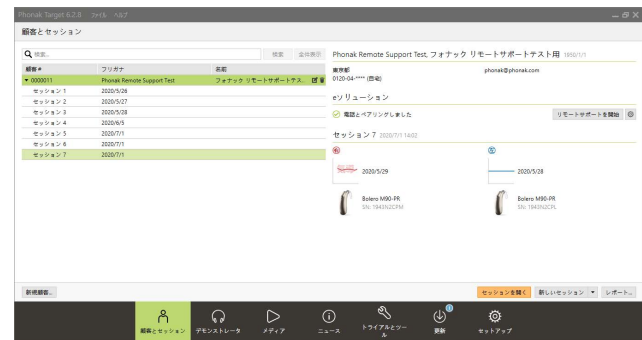 Phonak Target 6.2.8 ファイル ヘルプ
顧客とセッション
検索... 検索 全件表示
顧客# フリガナ 名前
0000011 Phonak Remote Support Test フォナック リモートサポートテス...
セッション 1 2020/5/26
セッション 2 2020/5/27
セッション 3 2020/5/28
セッション 4 2020/6/5
セッション 5 2020/7/1
セッション 6 2020/7/1
セッション 7 2020/7/1
Phonak Remote Support Test, フォナック リモートサポートテスト用 1950/1/1
東京都 phonak@phonak.com
0120-04-**** (自宅)
eソリューション
電話とペアリングしました リモートサポートを開始
セッション 7 2020/7/1 14:02
右 左
2020/5/29 2020/5/28
Bolero M90-PR Bolero M90-PR
SN: 1945N2CPM SN: 1945N2CPL
新規顧客... セッションを開く 新しいセッション レポート...
顧客とセッション デモンストレータ メディア ニュース トライアルとツール 更新 セットアップ